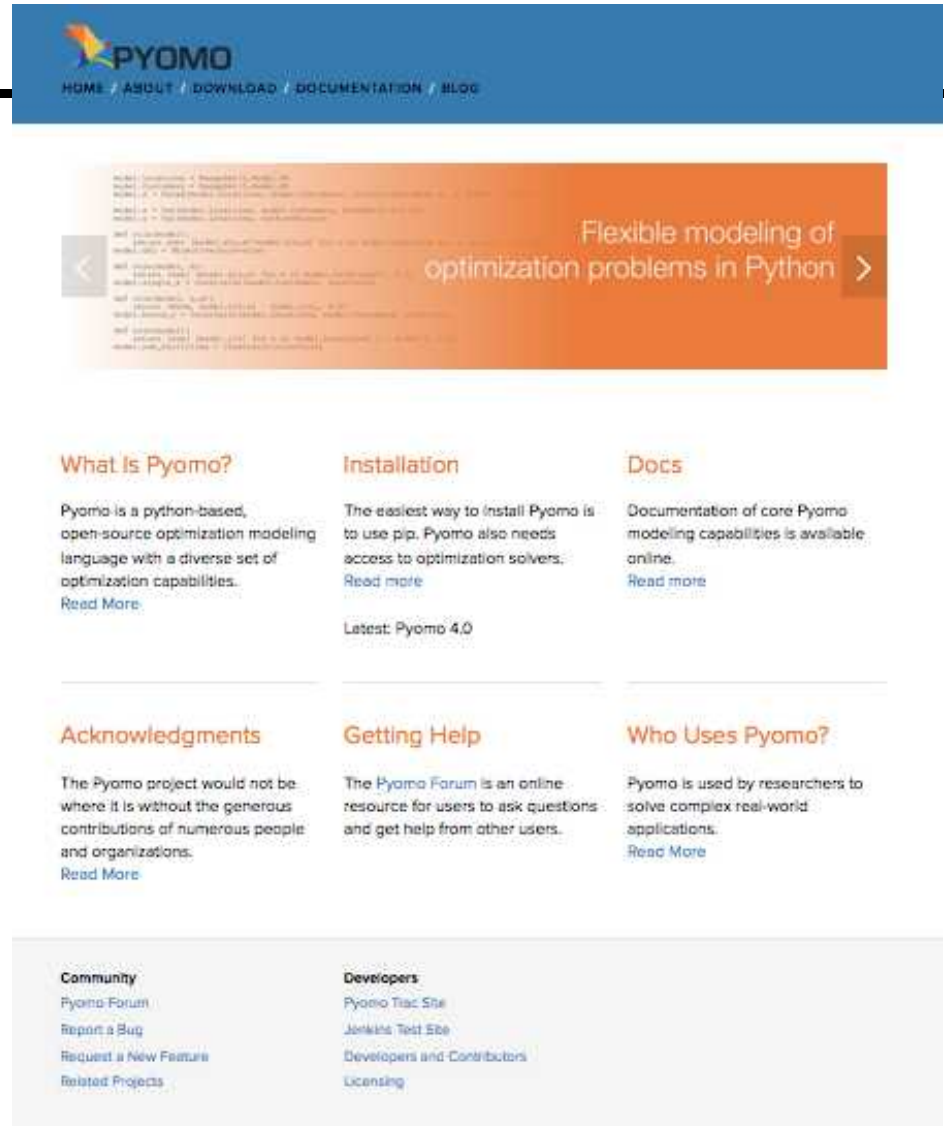 PYOMO
HOME / ABOUT / DOWNLOAD / DOCUMENTATION / BLOG
Flexible modeling of
optimization problems in Python
What Is Pyomo?
Pyomo is a python-based,
open-source optimization modeling
language with a diverse set of
optimization capabilities.
Read More
Installation
The easiest way to install Pyomo is
to use pip. Pyomo also needs
access to optimization solvers.
Read more
Latest: Pyomo 4.0
Docs
Documentation of core Pyomo
modeling capabilities is available
online.
Read more
Acknowledgments
The Pyomo project would not be
where it is without the generous
contributions of numerous people
and organizations.
Read More
Getting Help
The Pyomo Forum is an online
resource for users to ask questions
and get help from other users.
Who Uses Pyomo?
Pyomo is used by researchers to
solve complex real-world
applications.
Read More
Community
Pyomo Forum
Report a Bug
Request a New Feature
Related Projects
Developers
Pyomo Trac Site
Jenkins Test Site
Developers and Contributors
Licensing